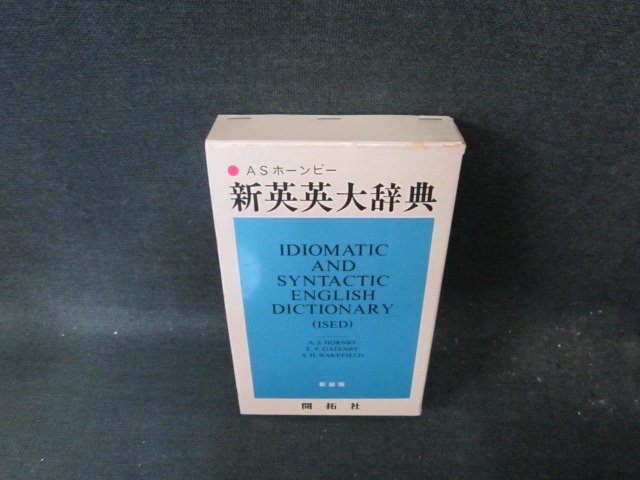 ASホーンビー
新英英大辞典
IDIOMATIC
AND
SYNTACTIC
ENGLISH
DICTIONARY
(ISED)
A. S. HORNBY
E. V. GATENBY
A. H. WAKEFIELD
新装版
開拓社